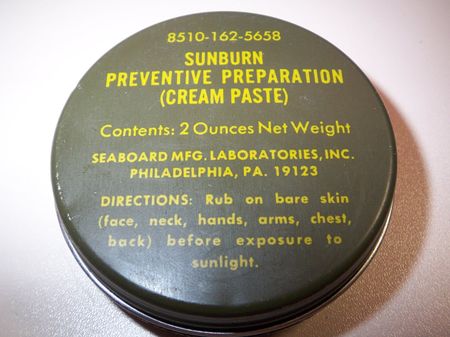 8510-162-5658
SUNBURN
PREVENTIVE PREPARATION
(CREAM PASTE)
Contents: 2 Ounces Net Weight
SEABOARD MFG. LABORATORIES, INC.
PHILADELPHIA, PA. 19123
DIRECTIONS: Rub on bare skin
(face, neck, hands, arms, chest,
back) before exposure to
sunlight.